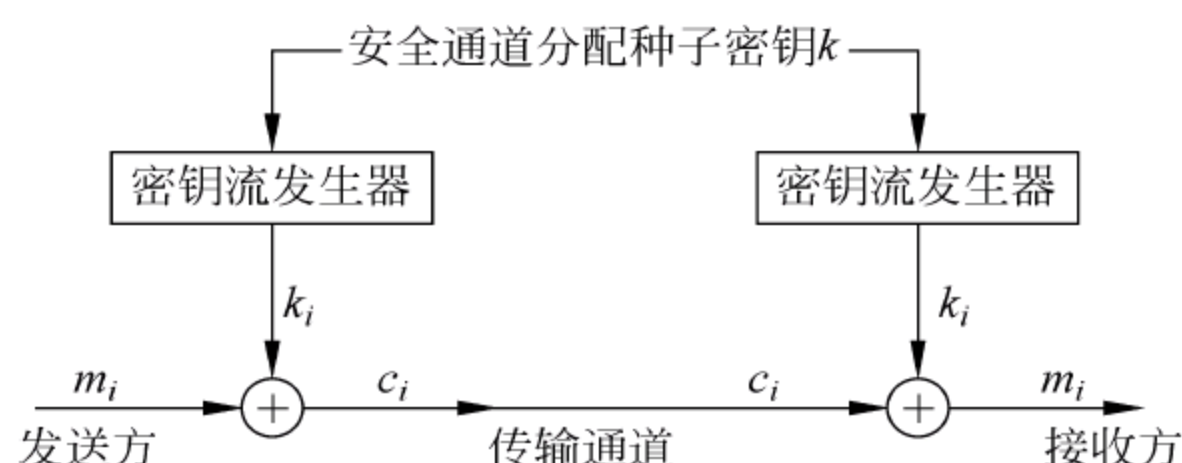 安全通道分配种子密钥k
密钥流发生器 密钥流发生器
k_i k_i
m_i c_i c_i m_i
+ +
发送方 传输通道 接收方